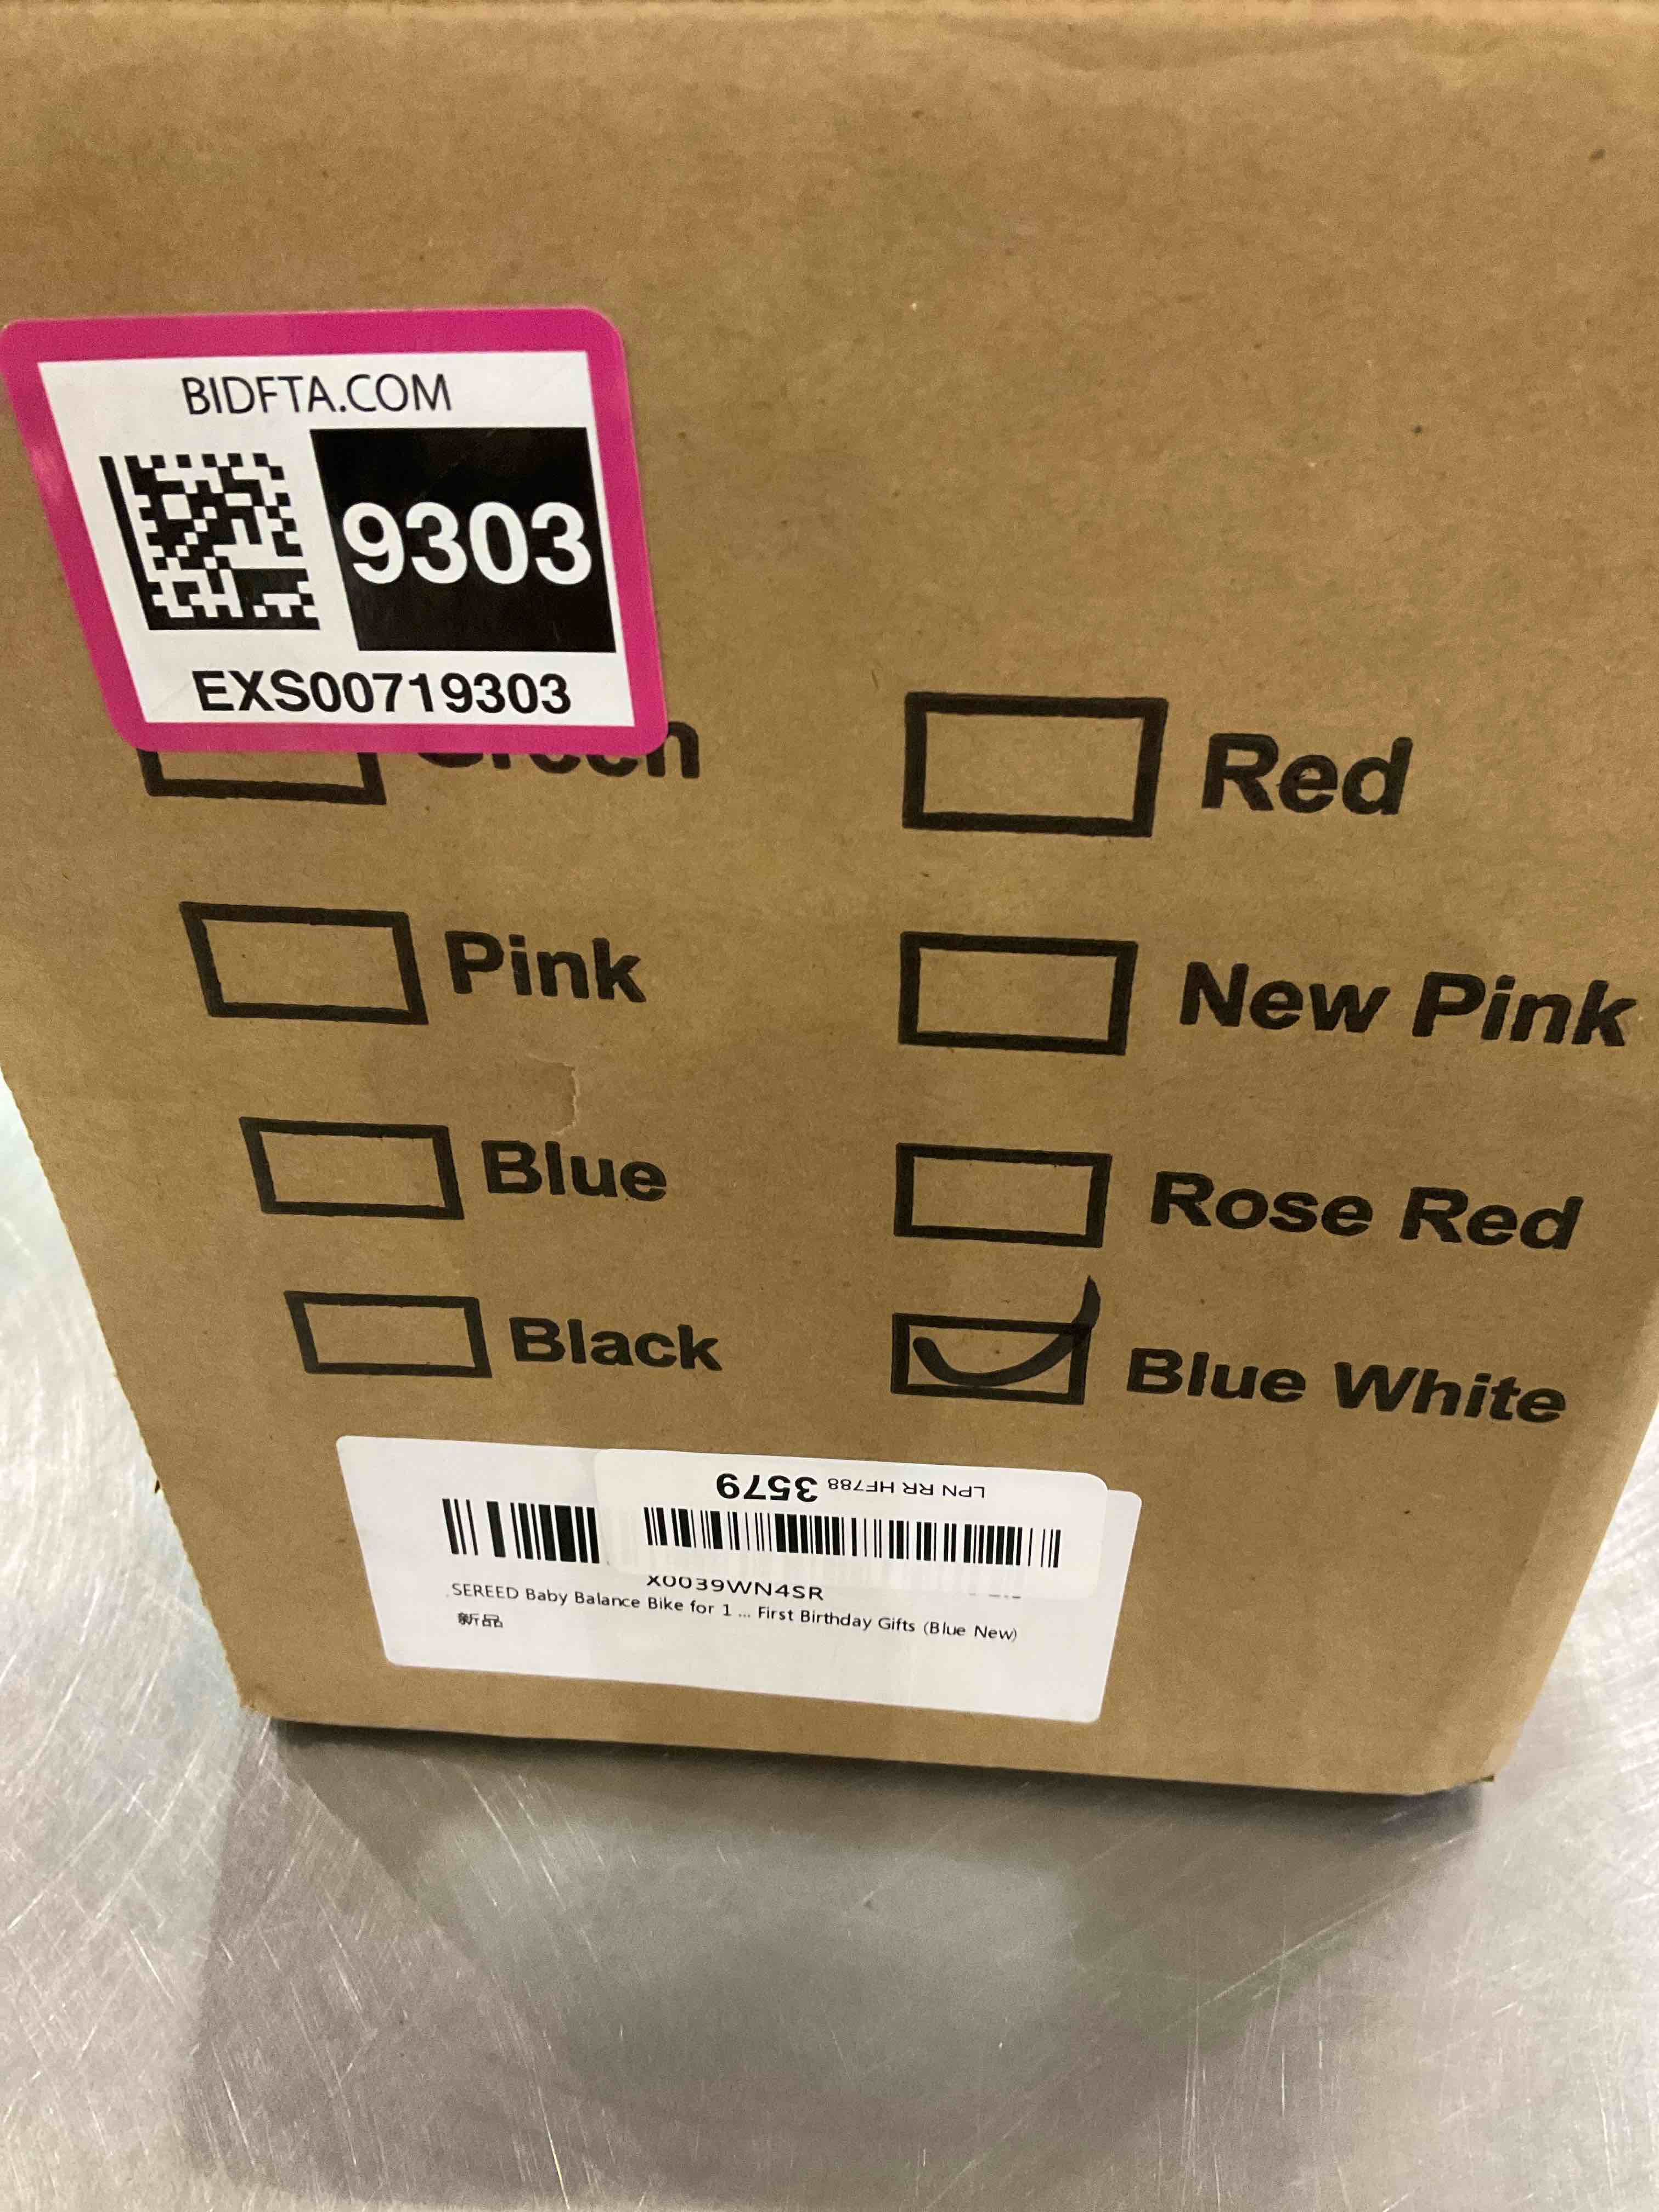 BIDFTA.COM
9303
EXS00719303
Green
Red
Pink
New Pink
Blue
Rose Red
Black
Blue White
LPN RR HF788 3579
X0039WN4SR
SEREED Baby Balance Bike for 1 ... First Birthday Gifts (Blue New)
新品